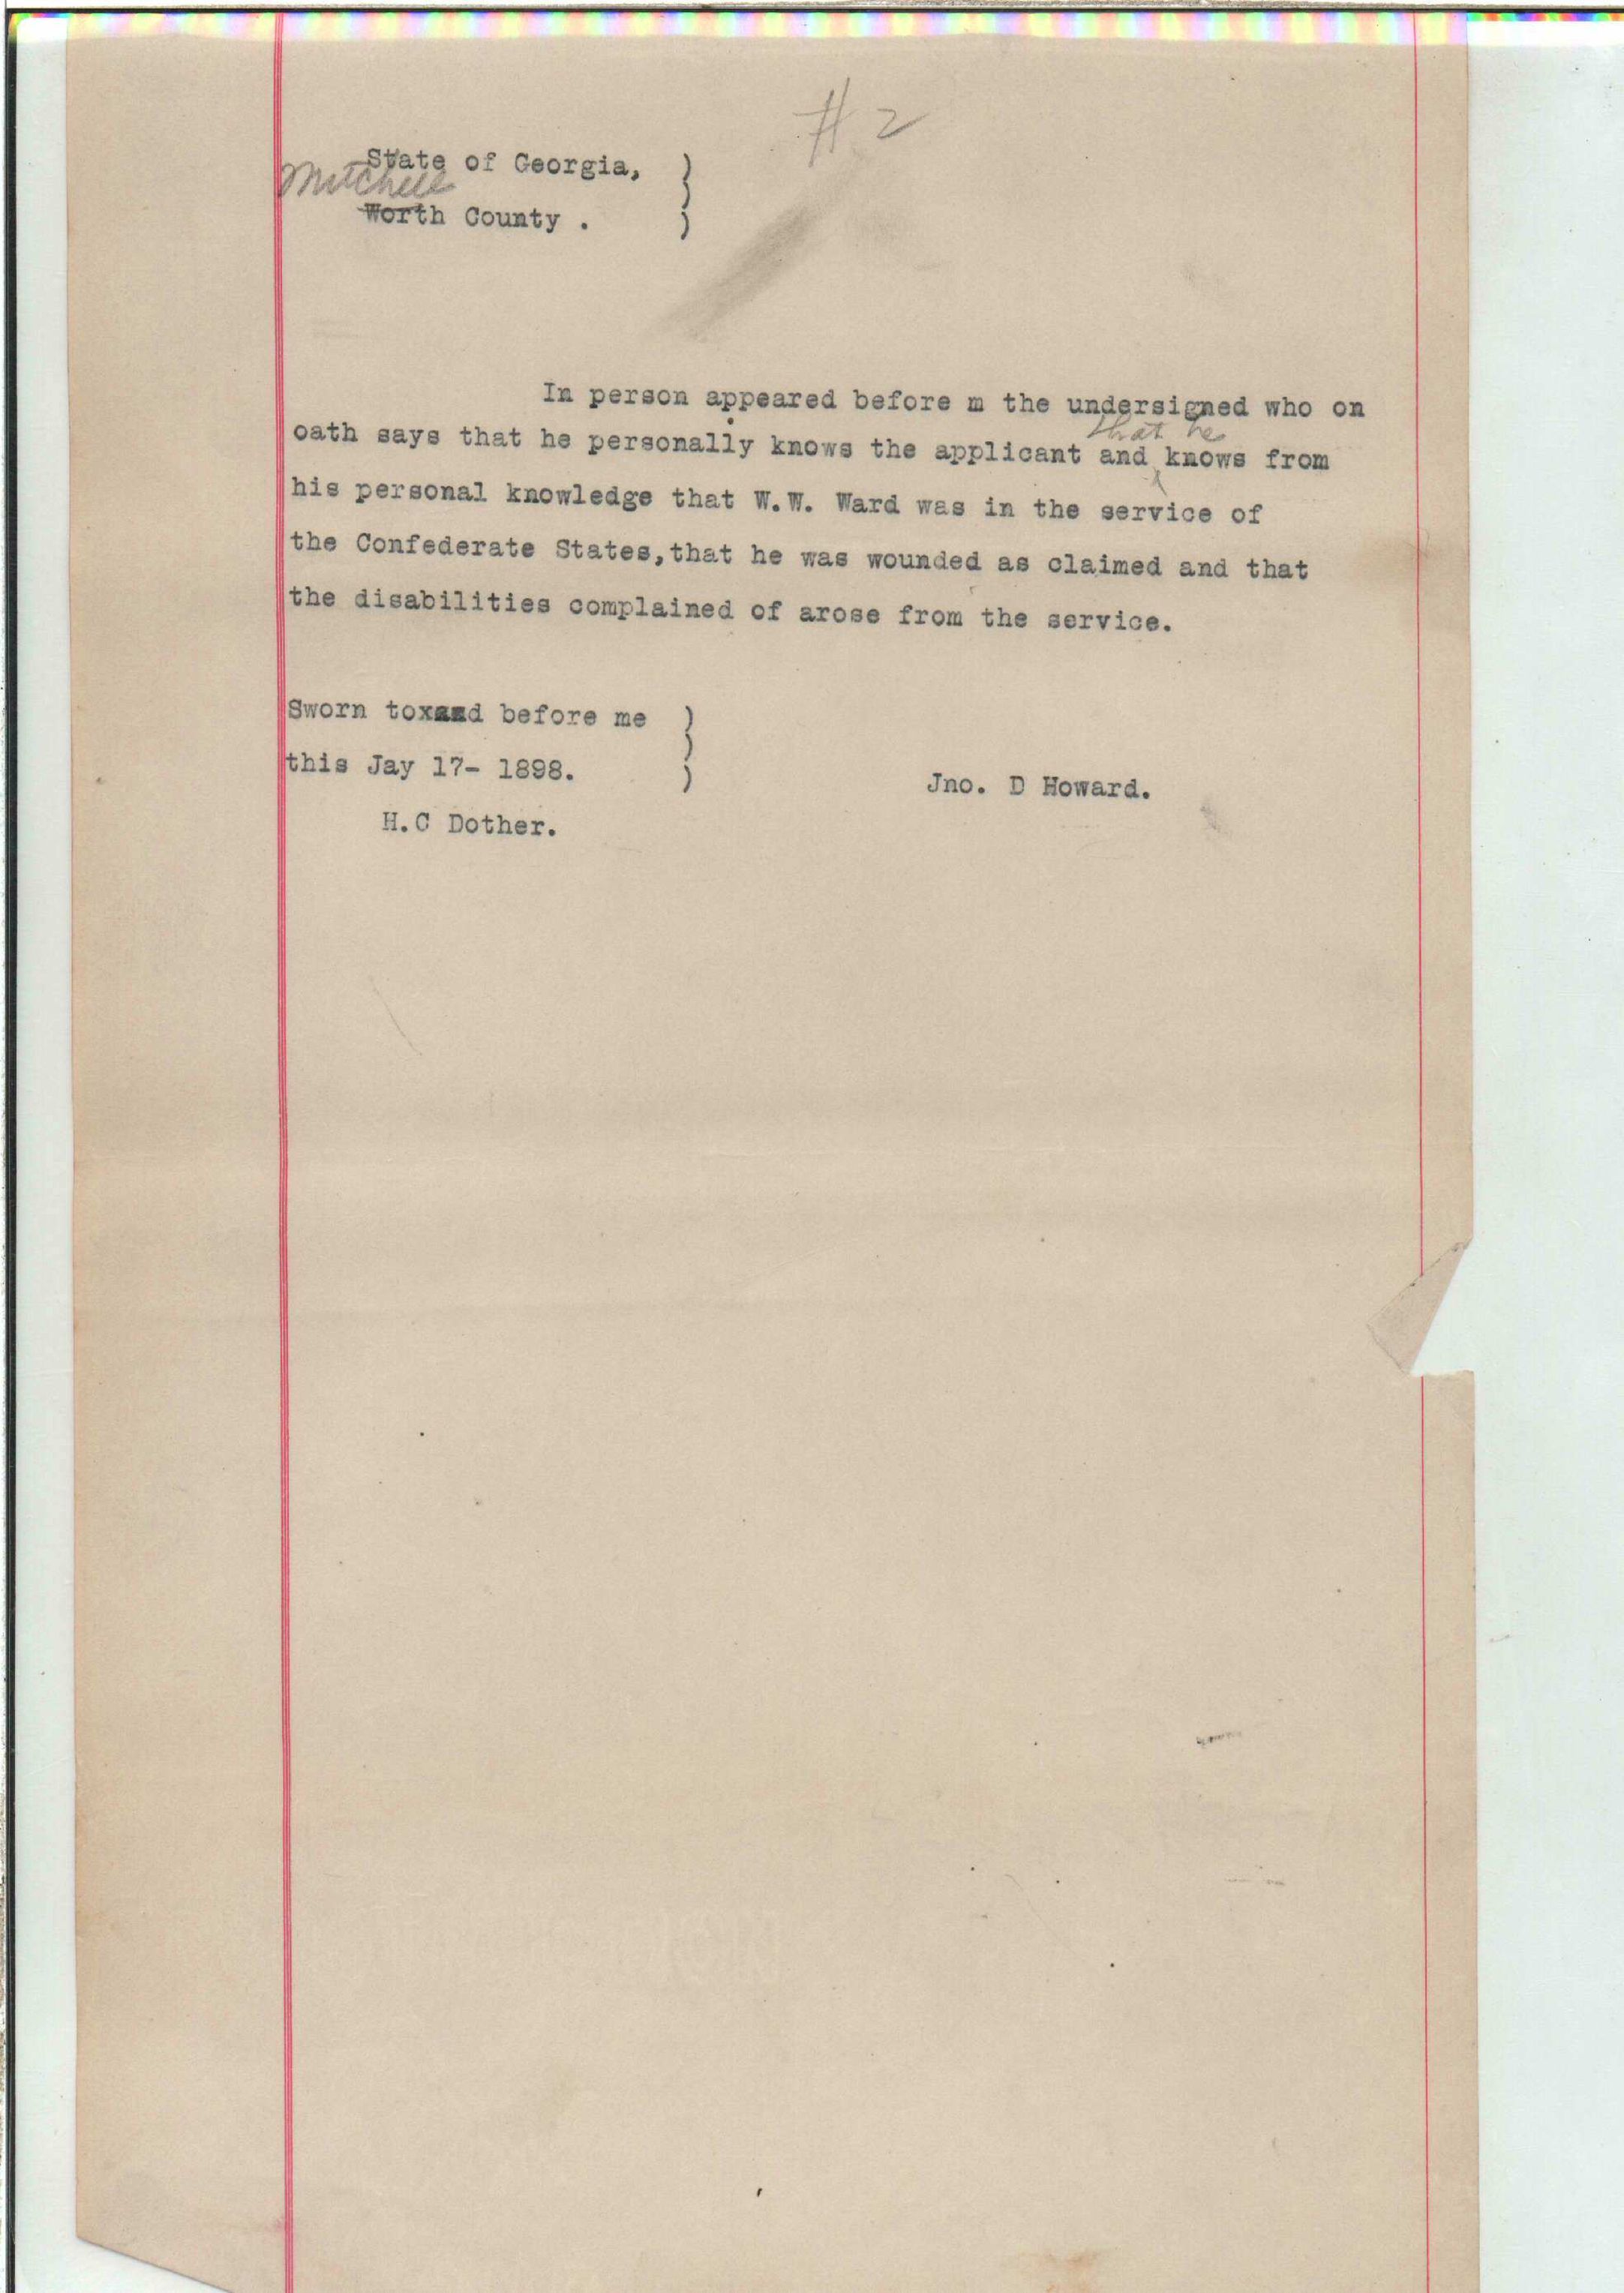 # 2
State of Georgia,
Mitchell
Worth County .
In person appeared before m the undersigned who on
that he
oath says that he personally knows the applicant and knows from
his personal knowledge that W.W. Ward was in the service of
the Confederate States,that he was wounded as claimed and that
the disabilities complained of arose from the service.
Sworn toxaxd before me
this Jay 17- 1898.
Jno. D Howard.
H.C Dother.